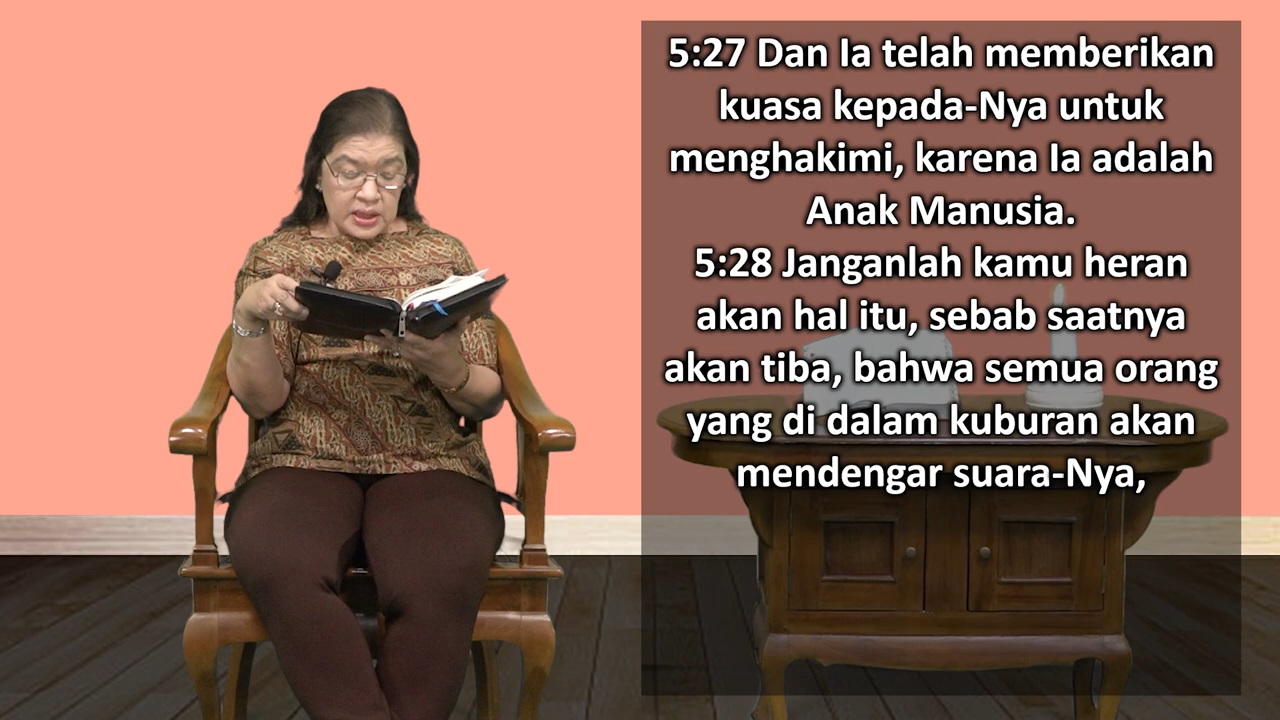 5:27 Dan Ia telah memberikan
kuasa kepada-Nya untuk
menghakimi, karena Ia adalah
Anak Manusia.
5:28 Janganlah kamu heran
akan hal itu, sebab saatnya
akan tiba, bahwa semua orang
yang di dalam kuburan akan
mendengar suara-Nya,